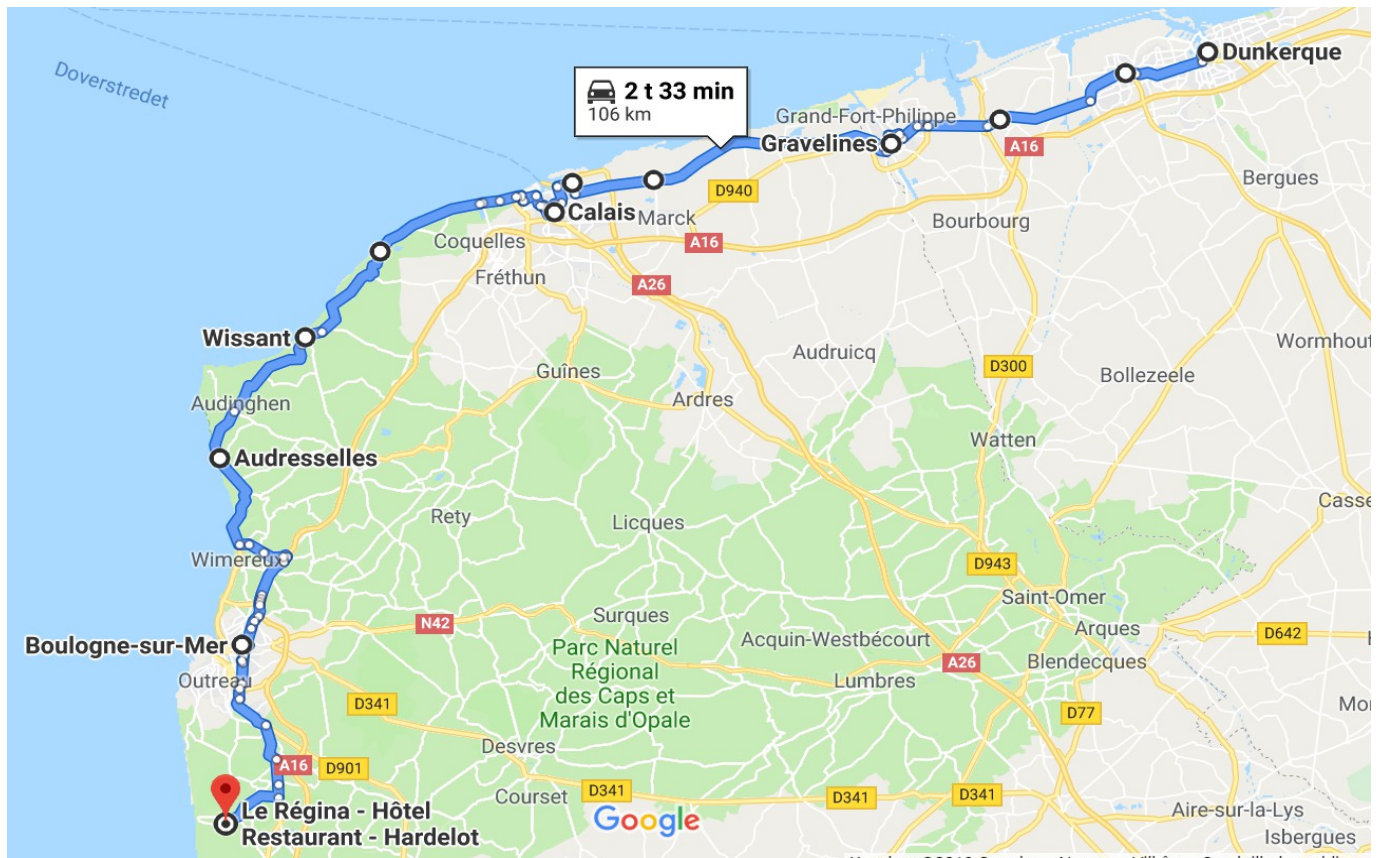 Doverstredet
Dunkerque
2 t 33 min
106 km
Grand-Fort-Philippe
Gravelines
A16
Bergues
D940
Calais
Marck
Bourbourg
Coquelles
A16
Fréthun
A26
Wissant
Wormhout
Audruicq
D300
Bollezeele
Guînes
Ardres
Audinghen
Watten
Audresselles
Casse
Rety
Licques
Wimereux
D943
Saint-Omer
Surques
N42
Arques
D642
Boulogne-sur-Mer
Acquin-Westbécourt
Parc Naturel
Régional
des Caps et
Marais d'Opale
A26
Blendecques
Outreau
Lumbres
D341
D77
Desvres
A16
D901
Le Régina - Hôtel
Restaurant - Hardelot
Courset
D341
D341
D341
Google
Aire-sur-la-Lys
Isbergues